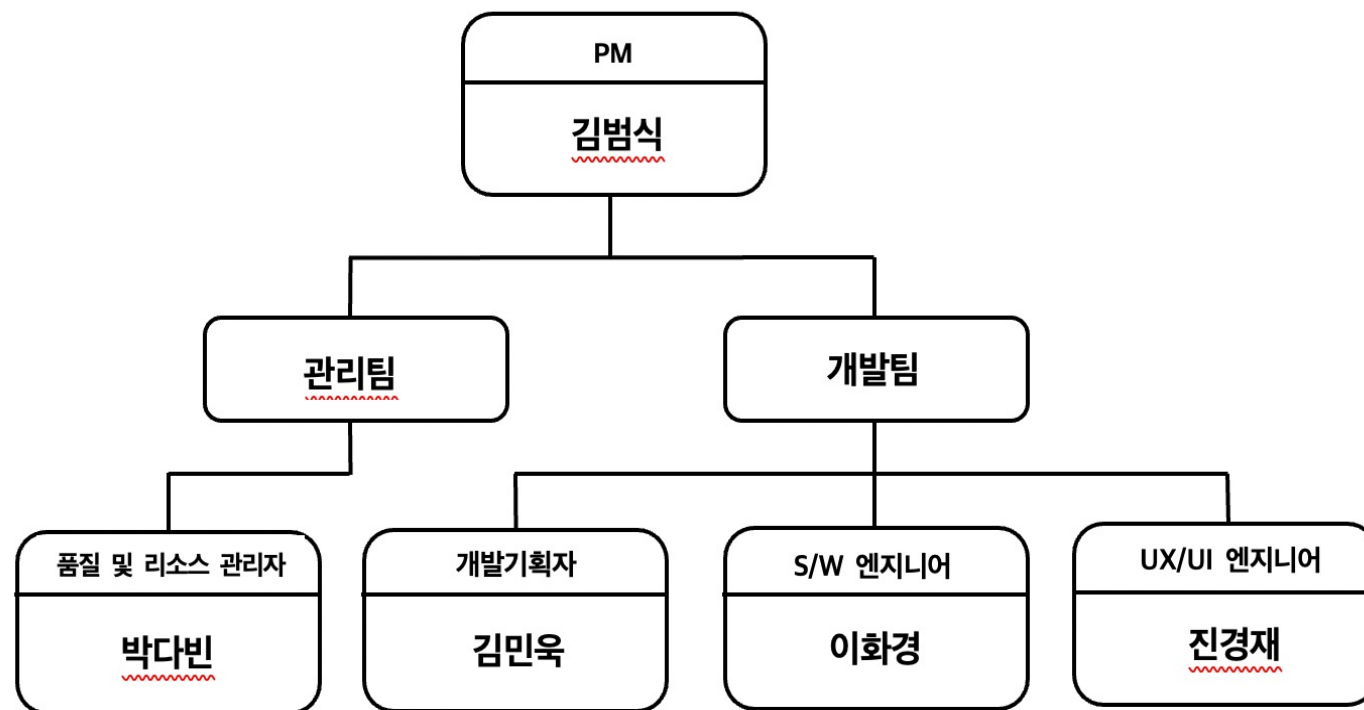 PM
김범식
관리팀
개발팀
품질 및 리소스 관리자
박다빈
개발기획자
김민욱
S/W 엔지니어
이화경
UX/UI 엔지니어
진경재